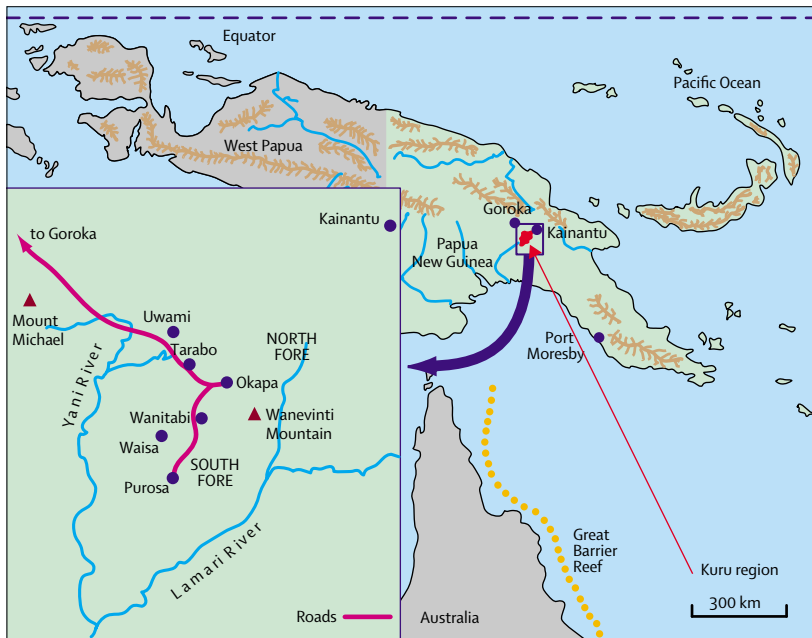 Equator
Pacific Ocean
West Papua
Goroka
Kainantu
Papua
New Guinea
Port
Moresby
Great
Barrier
Reef
Kuru region
300 km
Australia
Kainantu
to Goroka
Mount
Michael
Uwami
Tarabo
NORTH
FORE
Okapa
Yani River
Wanitabi
Wanevinti
Mountain
Waisa
SOUTH
FORE
Purosa
Lamari River
Roads